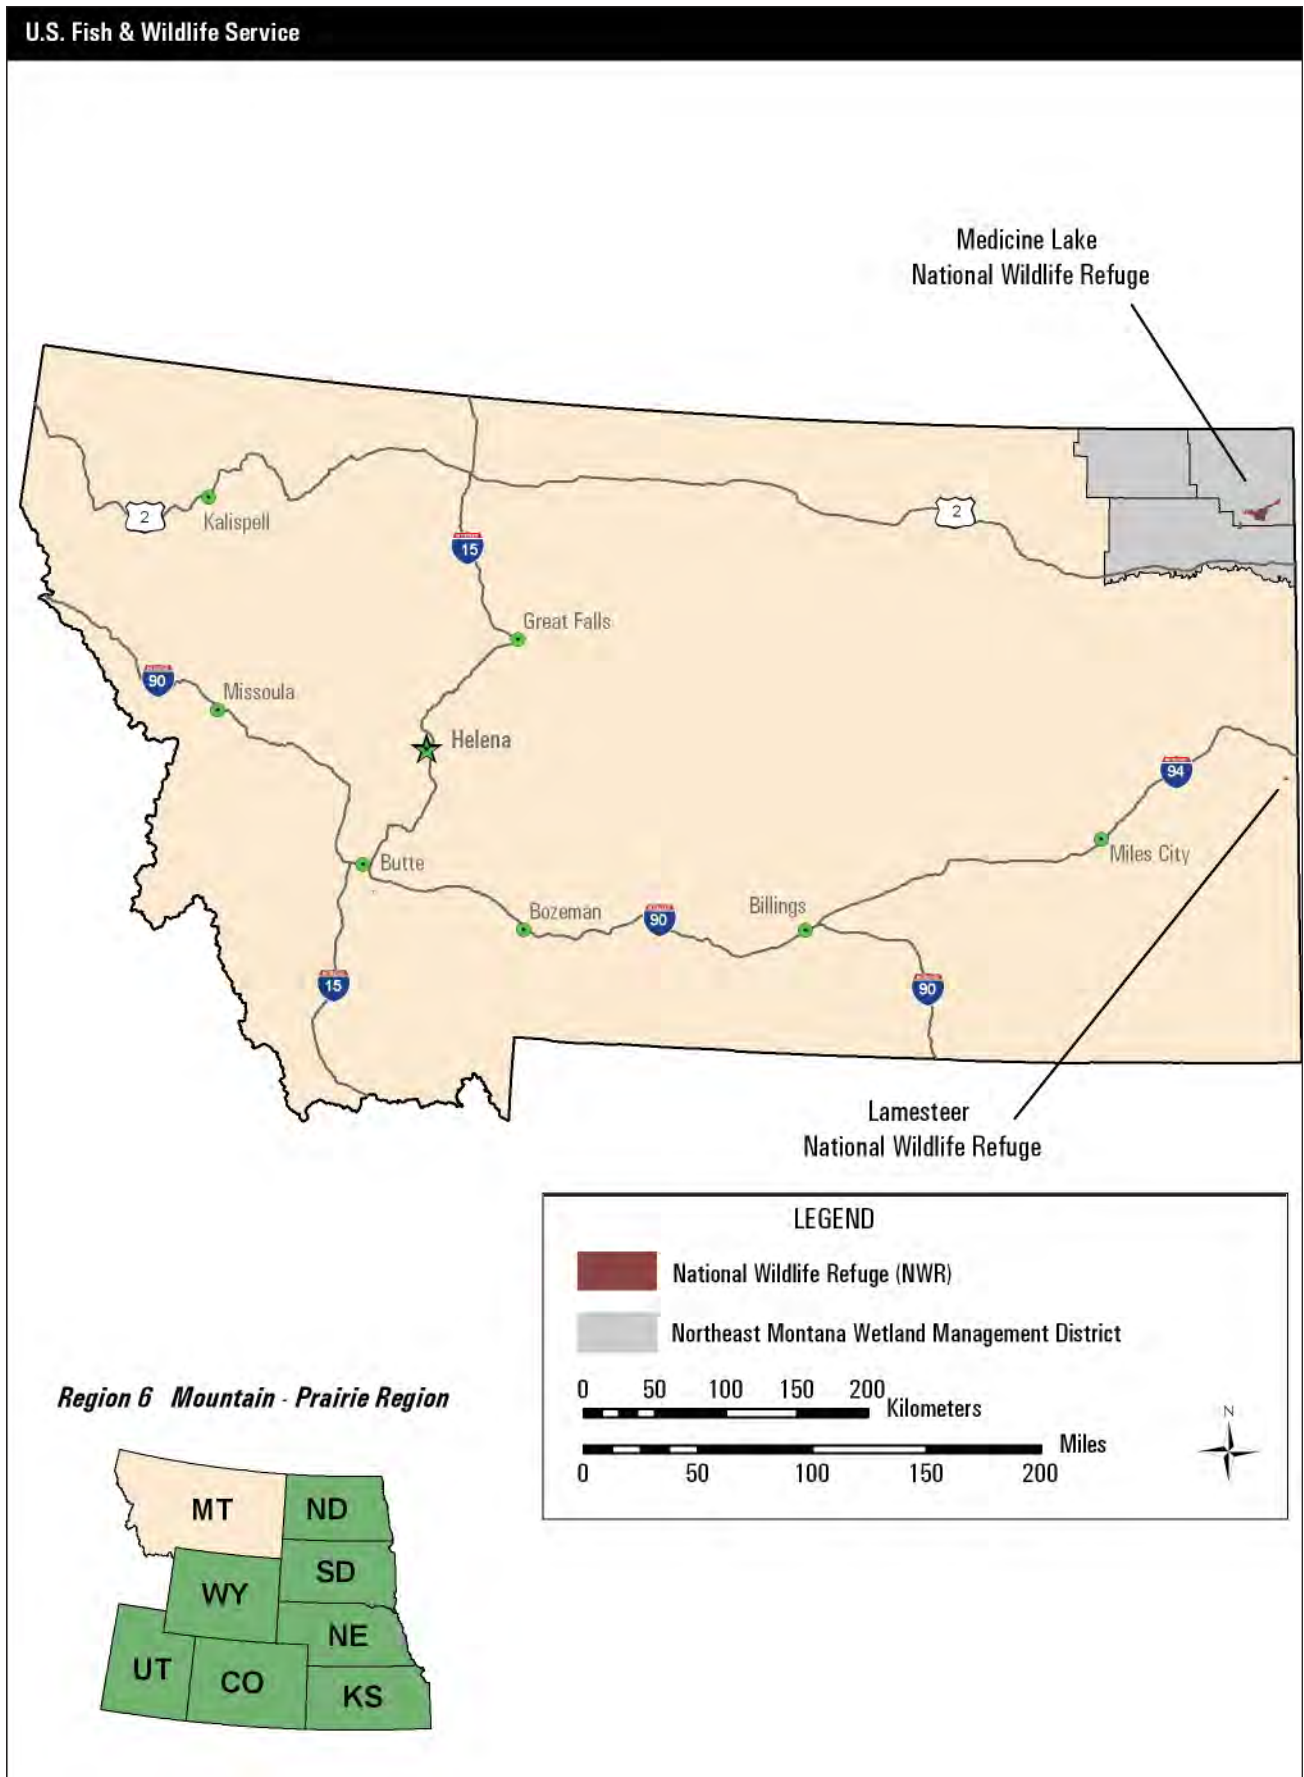 U.S. Fish & Wildlife Service
Medicine Lake
National Wildlife Refuge
2
Kalispell
15
2
Great Falls
90
Missoula
Helena
94
Butte
Miles City
Bozeman
90
Billings
15
90
Lamesteer
National Wildlife Refuge
LEGEND
National Wildlife Refuge (NWR)
Northeast Montana Wetland Management District
0 50 100 150 200
Kilometers
Miles
0 50 100 150 200
N
Region 6 Mountain - Prairie Region
MT
ND
SD
WY
NE
UT
CO
KS